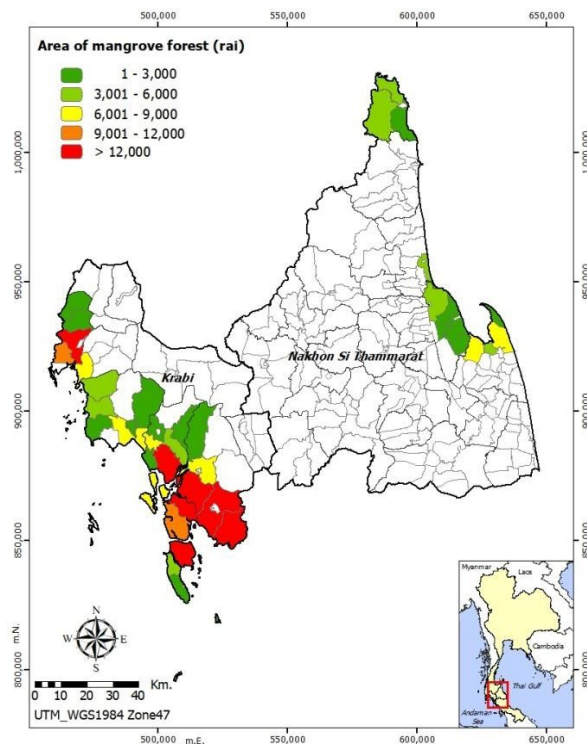 500,000 550,000 600,000 650,000
Area of mangrove forest (rai)
1 - 3,000
3,001 - 6,000
6,001 - 9,000
9,001 - 12,000
> 12,000
1,000,000
1,000,000
950,000
950,000
Nakhon Si Thammarat
Krabi
900,000
900,000
850,000
850,000
Myanmar
Laos
Cambodia
Thai Gulf
Andaman
Sea
N
W E
S
m.N.
800,000
800,000
0 10 20 30 40
Km.
UTM_WGS1984 Zone47
500,000 m.E. 550,000 600,000 650,000